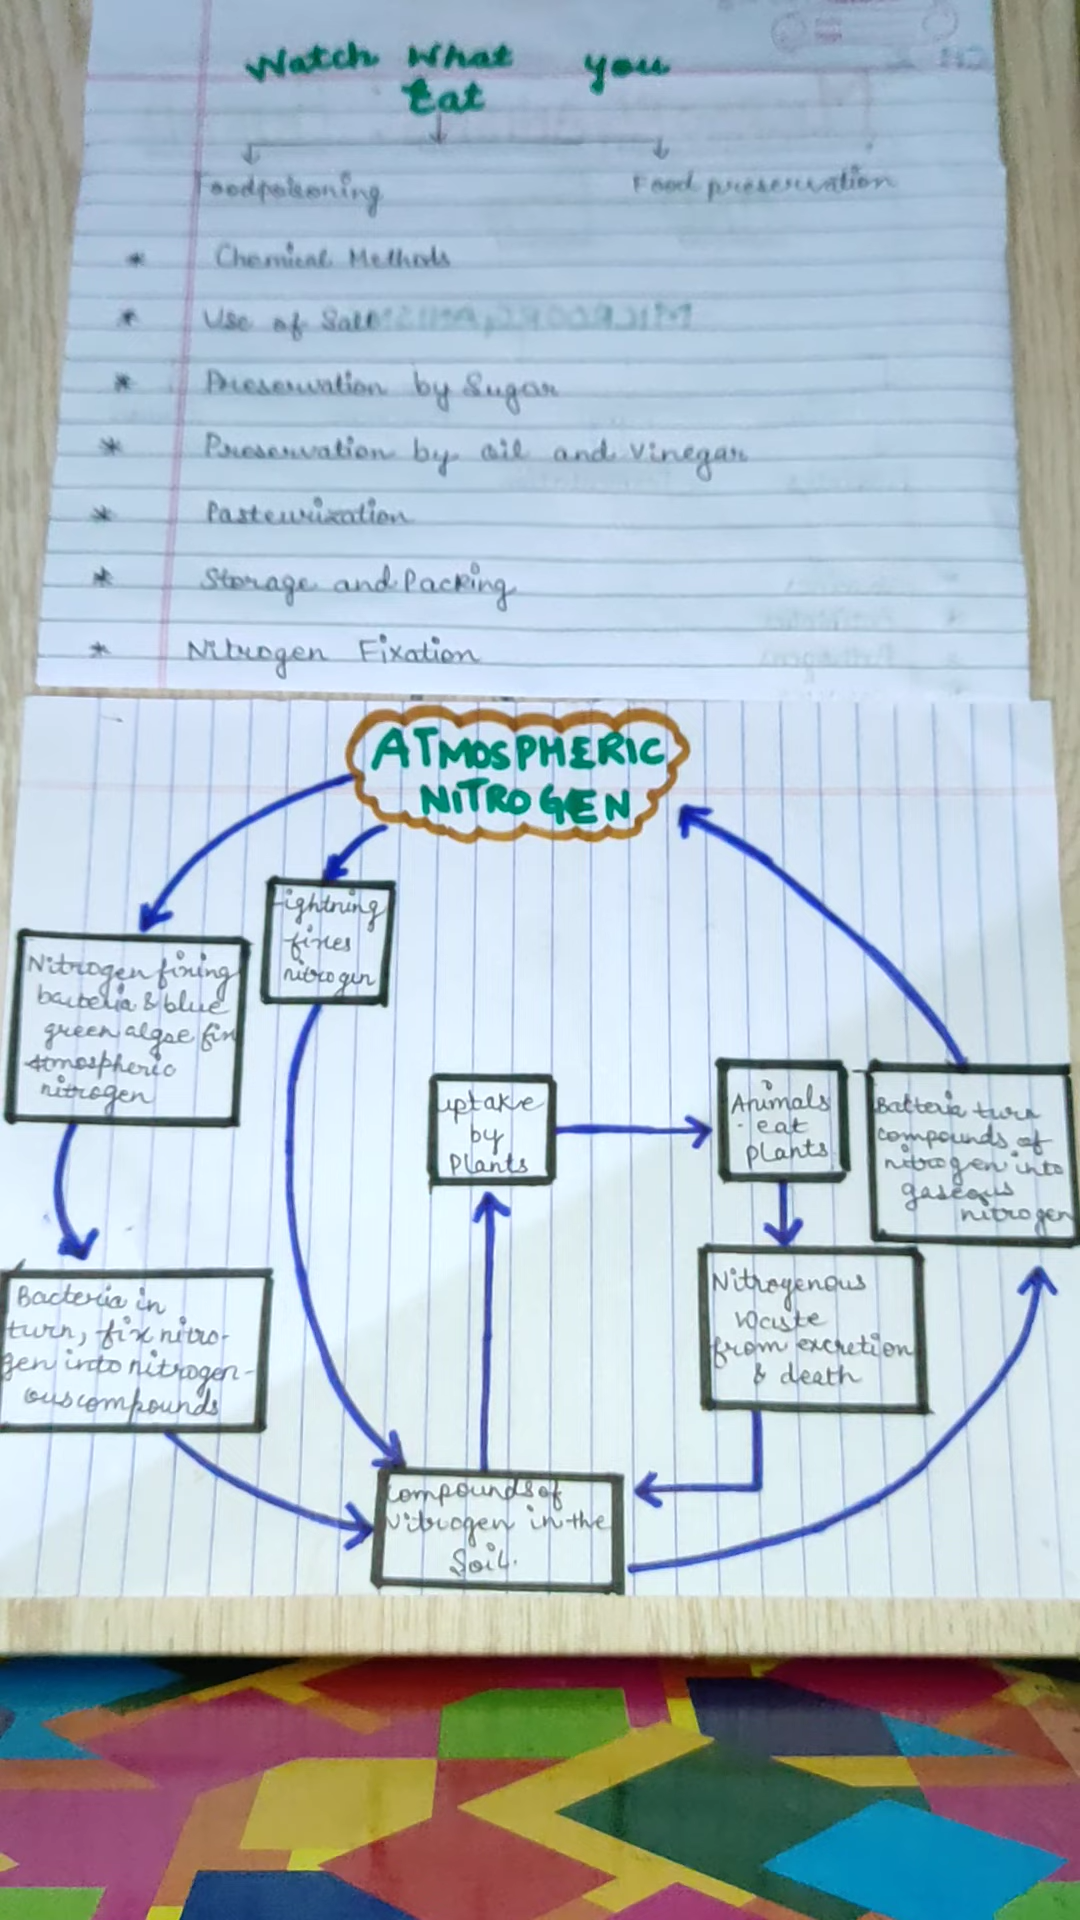 Watch What you
Eat
Foodpoisoning
Food preservation
* Chemical Methods
* Use of Salt
* Preservation by Sugar
* Preservation by oil and Vinegar
* Pasteurization
* Storage and Packing
* Nitrogen Fixation
ATMOSPHERIC
NITROGEN
Lightning
fixes
nitrogen
Nitrogen fixing
bacteria & blue
green algae fix
atmospheric
nitrogen
uptake
by
Plants
Animals
eat
plants
Bacteria turn
compounds of
nitrogen into
gaseous
nitrogen
Bacteria in
turn, fix nitro-
gen into nitrogen-
ous compounds
Nitrogenous
waste
from excretion
& death
compounds of
Nitrogen in the
Soil.